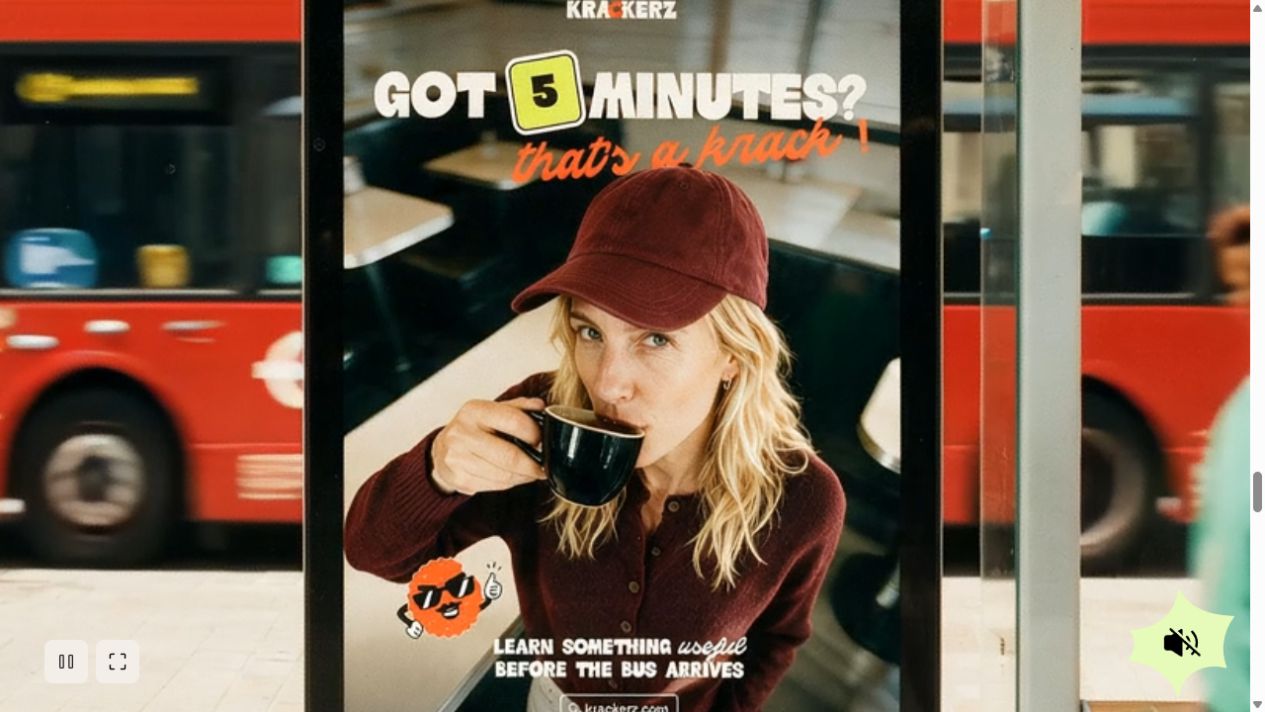 KRACKERZ
GOT 5 MINUTES?
that's a krack !
LEARN SOMETHING useful
BEFORE THE BUS ARRIVES
krackerz.com